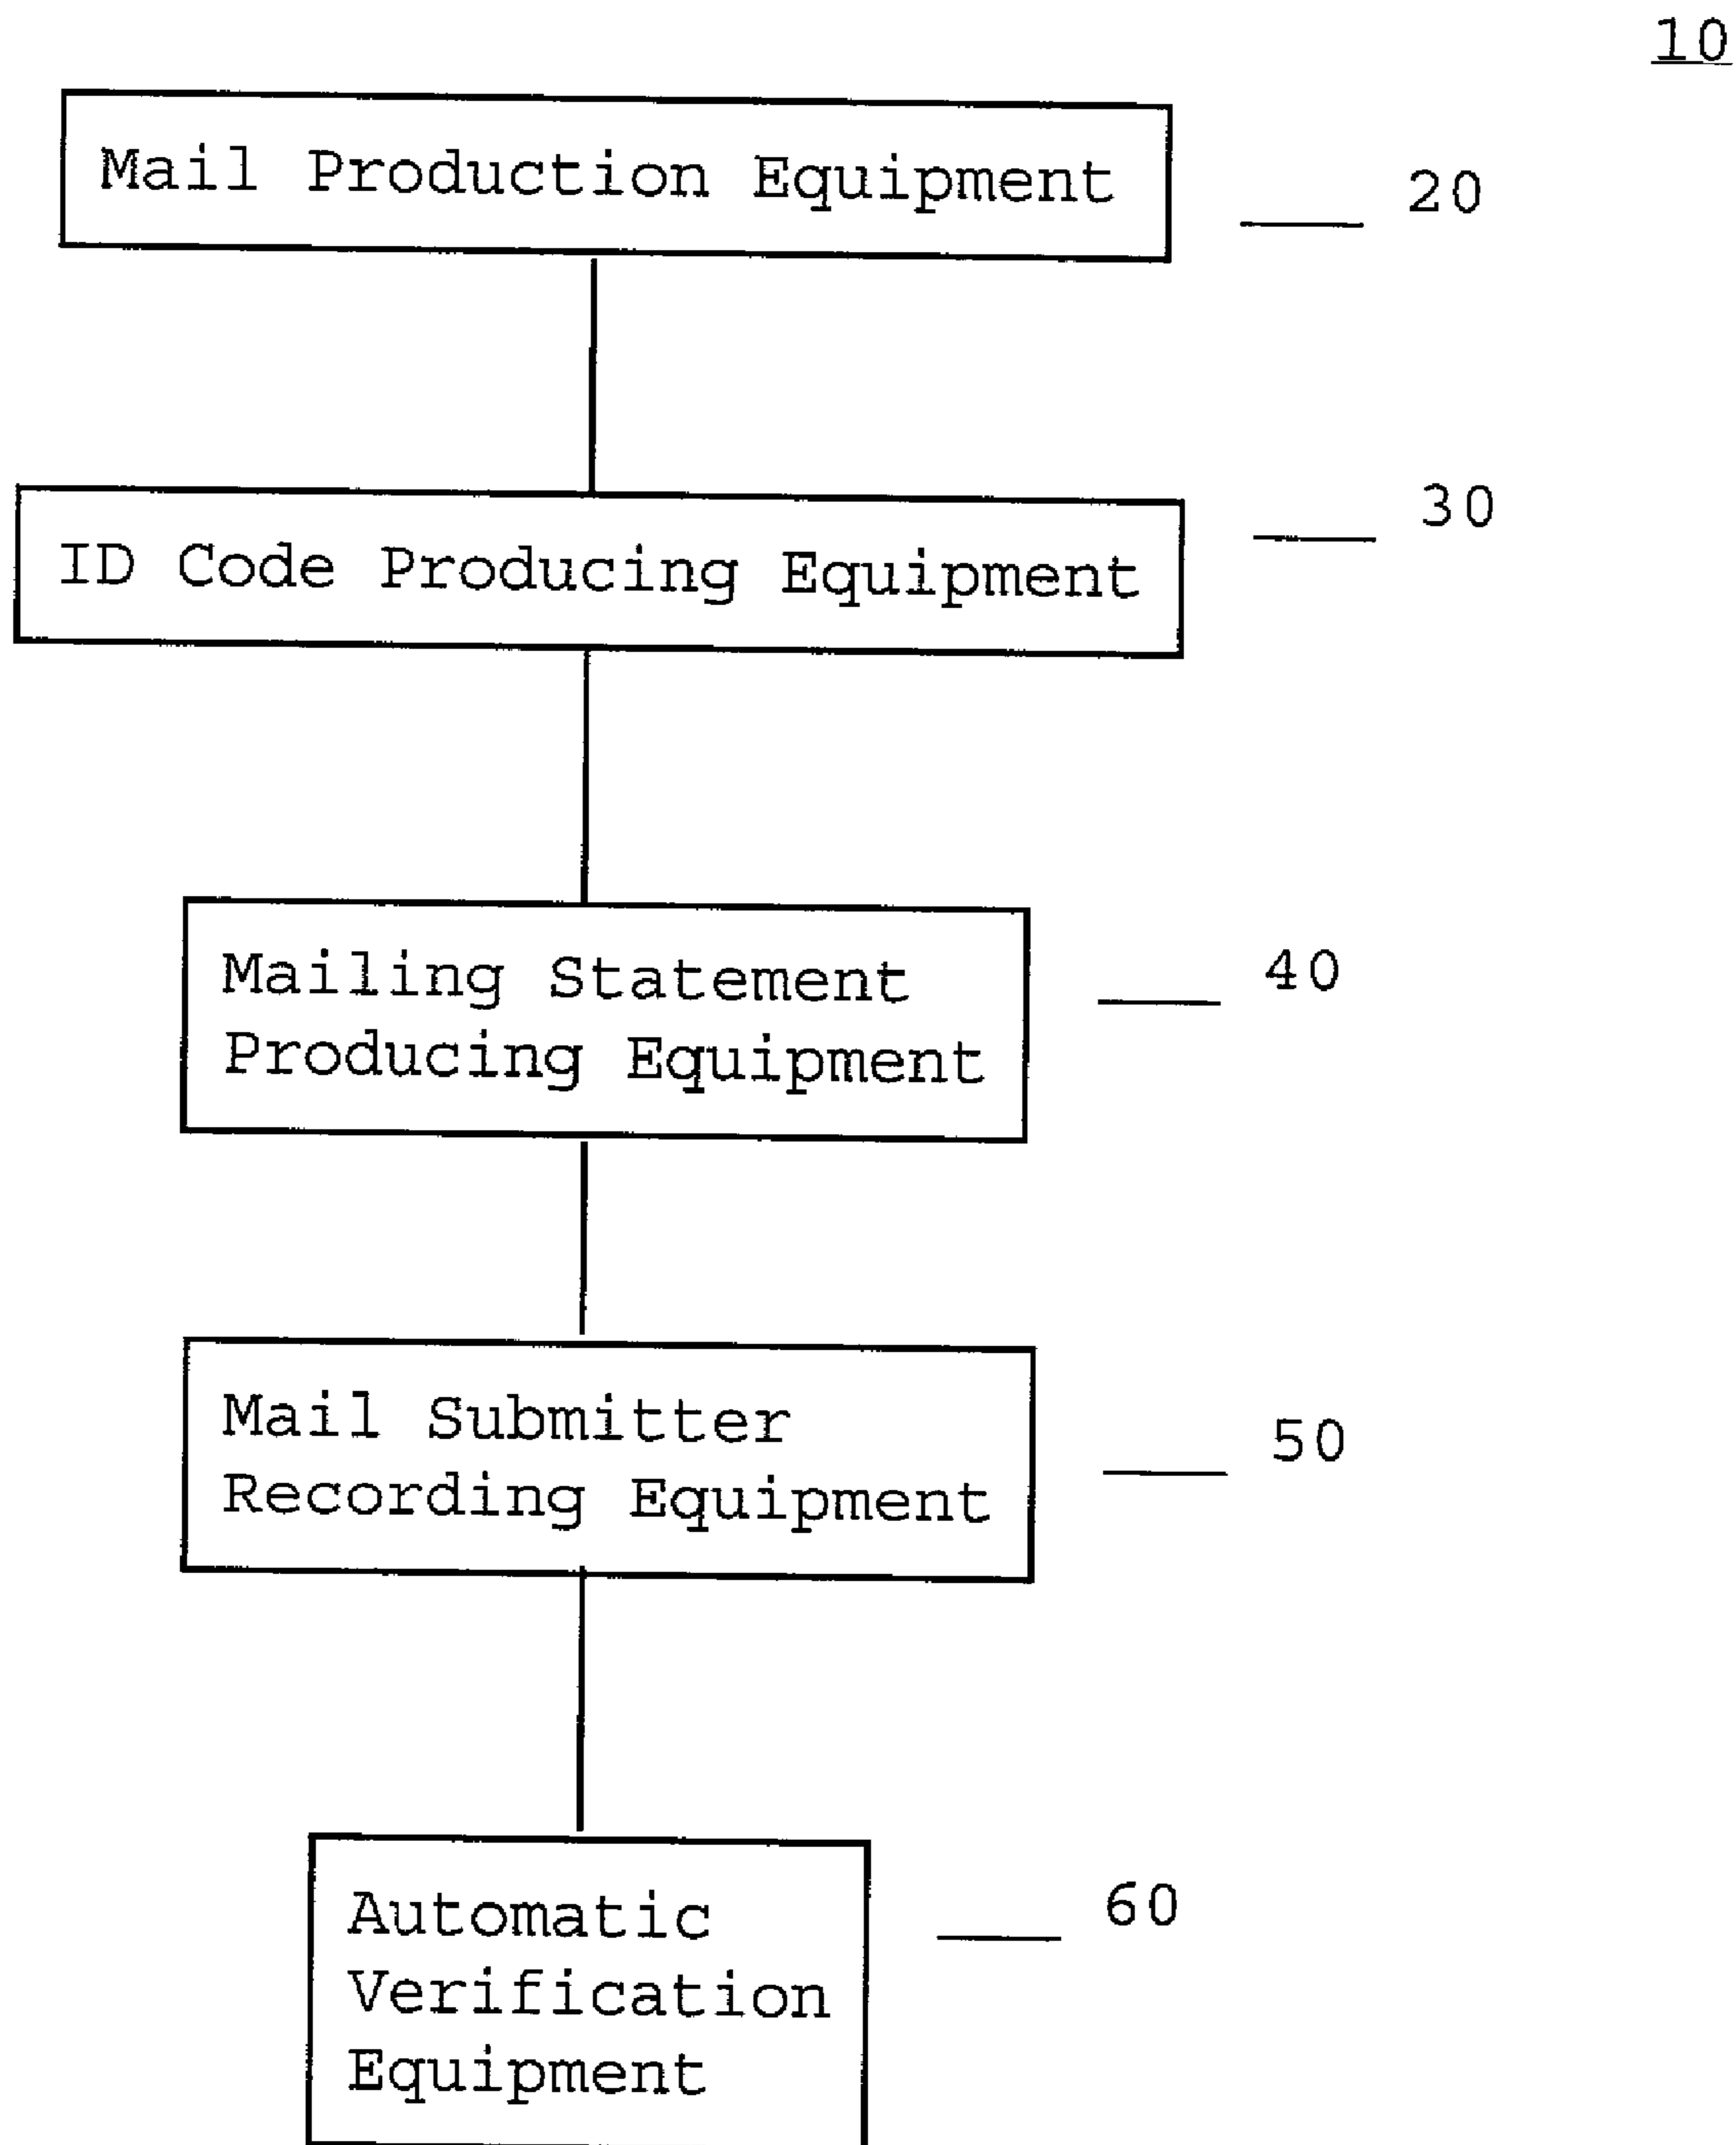 10
Mail Production Equipment
20
ID Code Producing Equipment
30
Mailing Statement
Producing Equipment
40
Mail Submitter
Recording Equipment
50
Automatic
Verification
Equipment
60